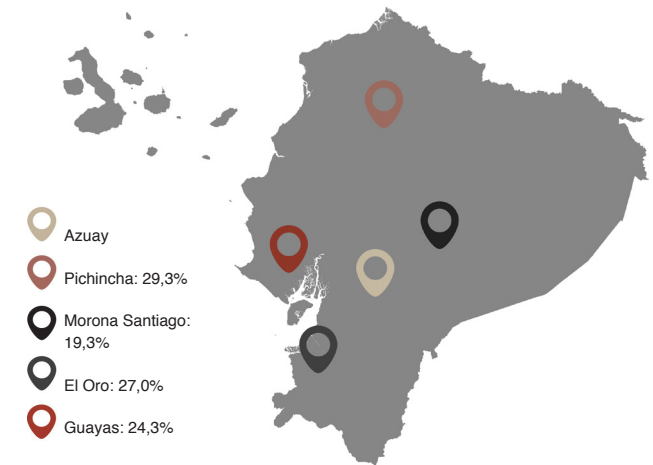 Azuay
Pichincha: 29,3%
Morona Santiago:
19,3%
El Oro: 27,0%
Guayas: 24,3%